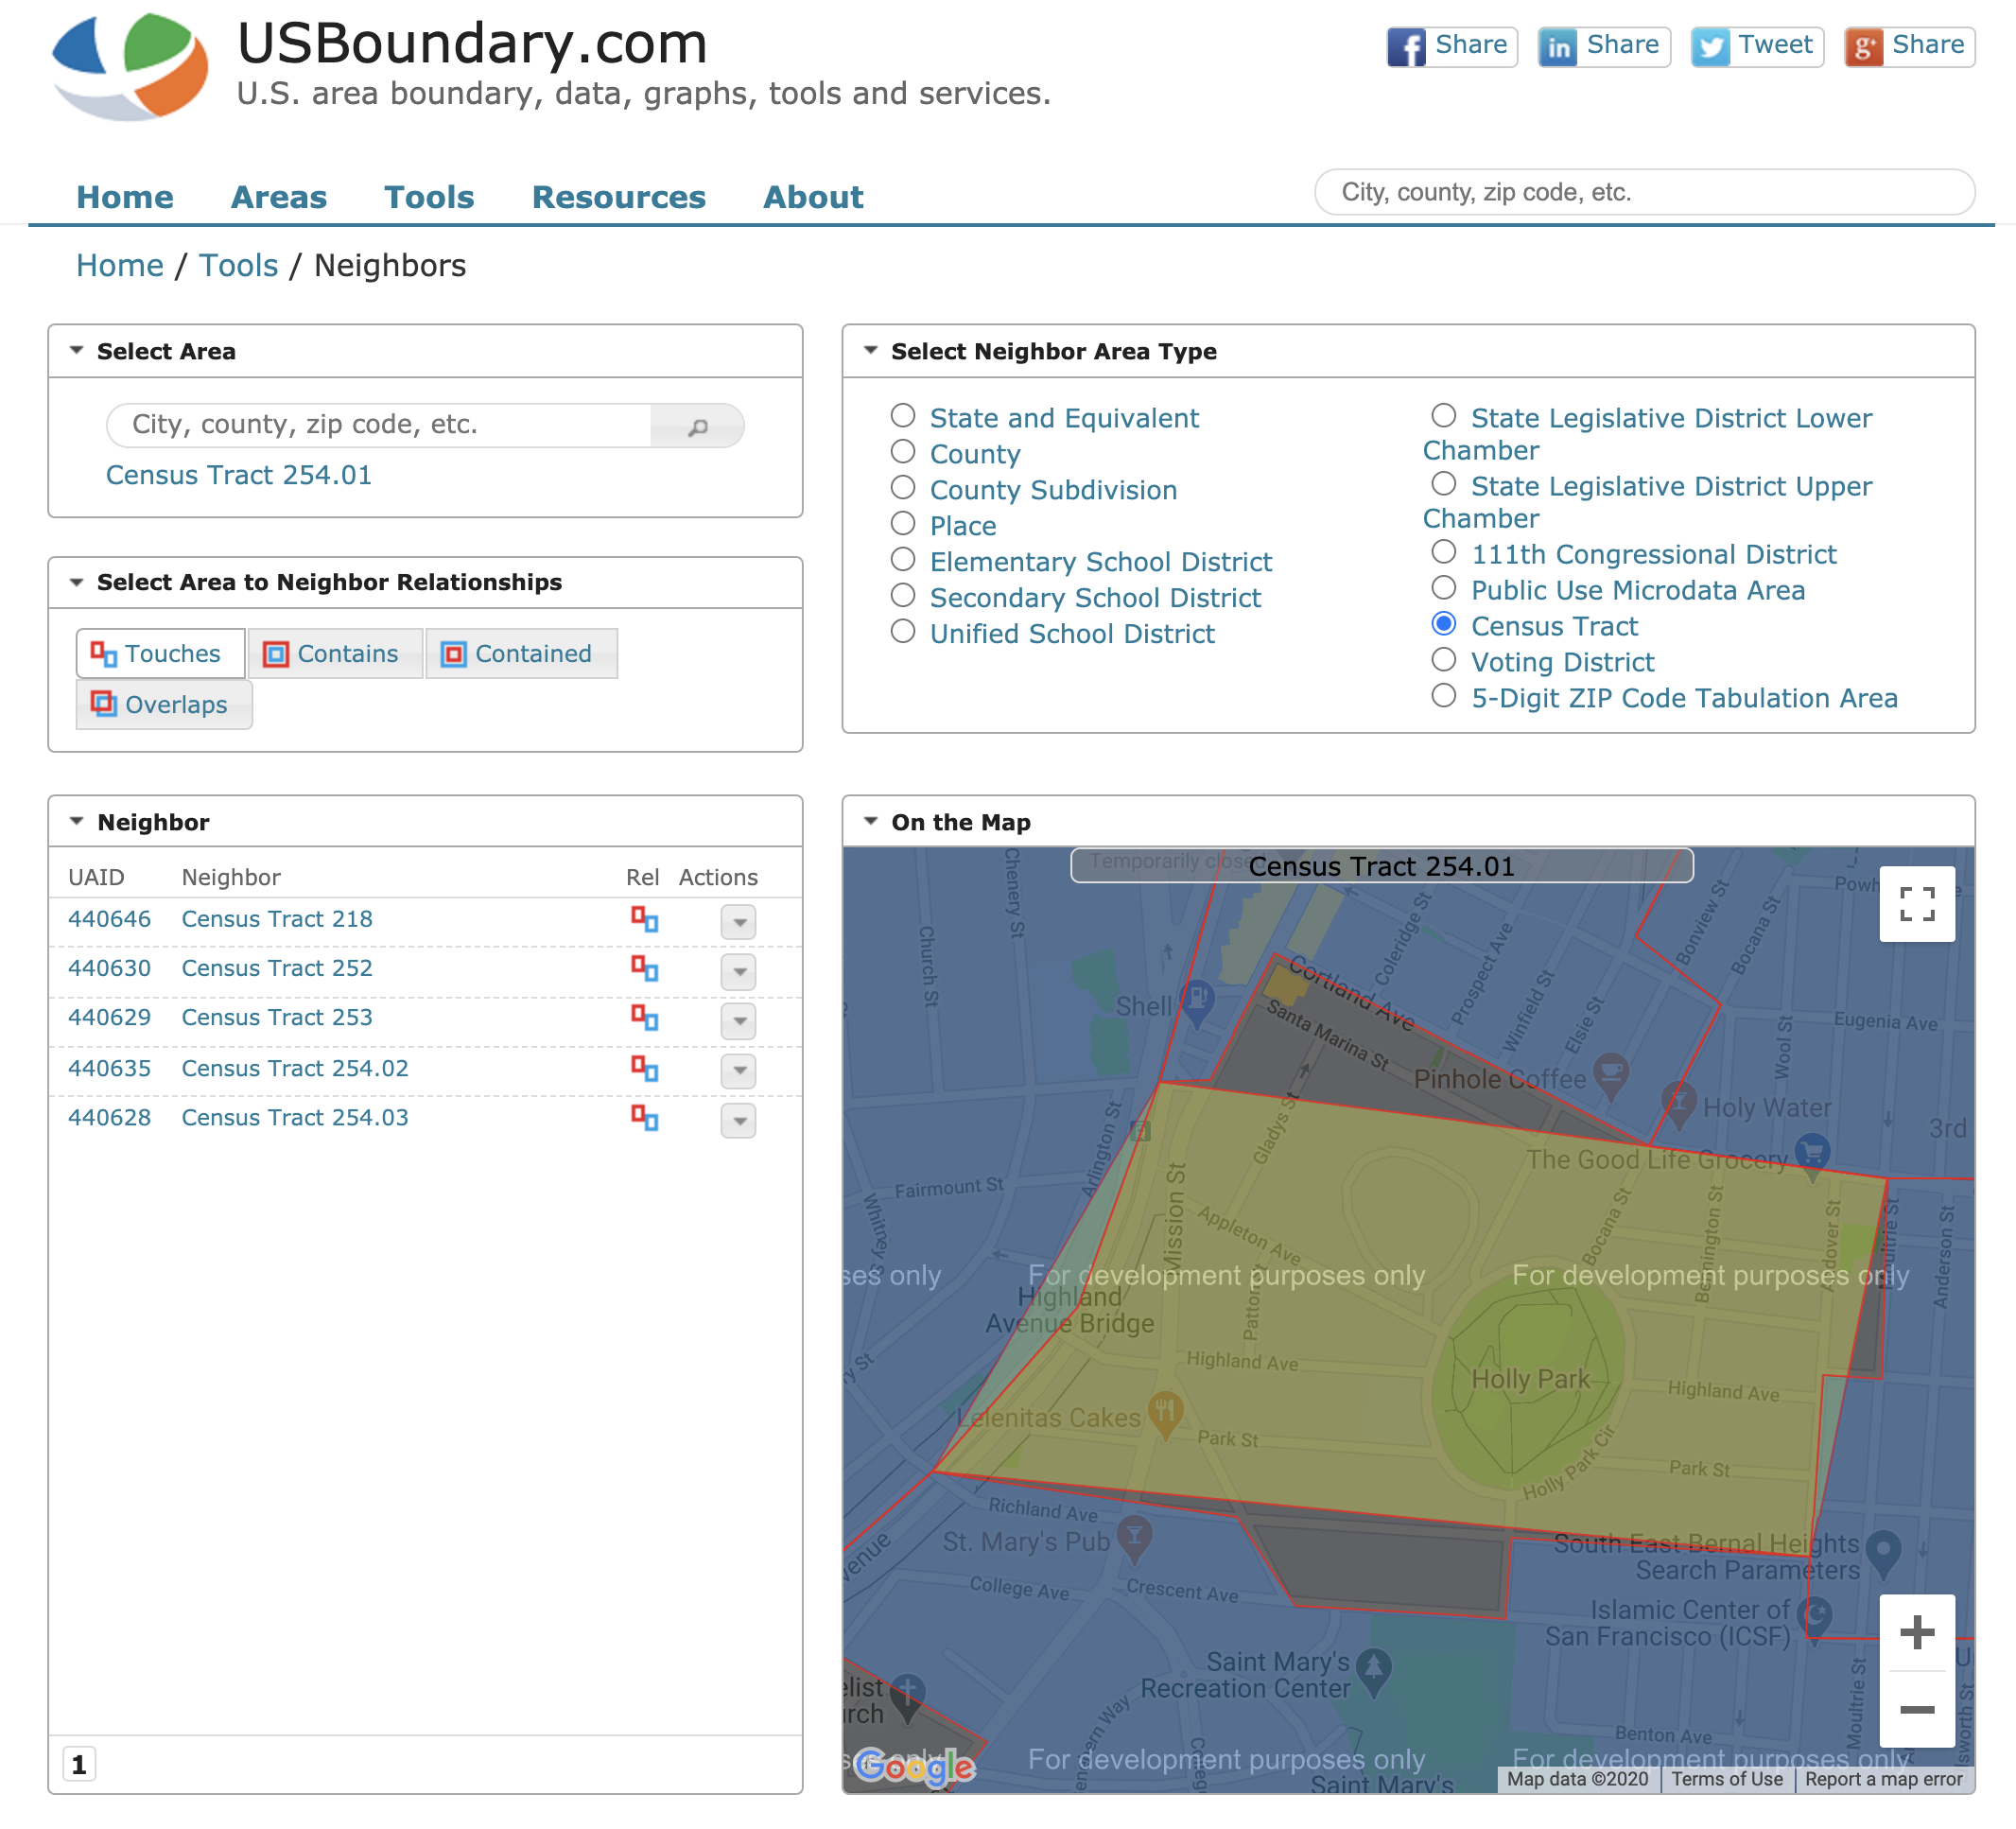 USBoundary.com
U.S. area boundary, data, graphs, tools and services.
Share
Share
Tweet
Share
Home
Areas
Tools
Resources
About
City, county, zip code, etc.
Home / Tools / Neighbors
Select Area
City, county, zip code, etc.
Census Tract 254.01
Select Area to Neighbor Relationships
Touches
Contains
Contained
Overlaps
Select Neighbor Area Type
State and Equivalent
County
County Subdivision
Place
Elementary School District
Secondary School District
Unified School District
State Legislative District Lower
Chamber
State Legislative District Upper
Chamber
111th Congressional District
Public Use Microdata Area
Census Tract
Voting District
5-Digit ZIP Code Tabulation Area
Neighbor
UAID Neighbor Rel Actions
440646 Census Tract 218
440630 Census Tract 252
440629 Census Tract 253
440635 Census Tract 254.02
440628 Census Tract 254.03
1
On the Map
Temporarily close
Census Tract 254.01
Chenery St
Church St
Coleridge St
Prospect Ave
Winfield St
Elsie St
Bonview St
Bocana St
Wool St
Eugenia Ave
Cortland Ave
Santa Marina St
Shell
Pinhole Coffee
Holy Water
3rd
The Good Life Grocery
Gladys St
Arlington St
Fairmount St
Whitney St
Mission St
Appleton Ave
Bocana St
Bennington St
Andover St
Moultrie St
Anderson St
ses only
For development purposes only
For development purposes only
Highland
Avenue Bridge
Highland Ave
Holly Park
Highland Ave
Lelenitas Cakes
Park St
Holly Park Cir
Park St
Richland Ave
St. Mary's Pub
College Ave
Crescent Ave
South East Bernal Heights
Search Parameters
Islamic Center of
San Francisco (ICSF)
Saint Mary's
Recreation Center
Benton Ave
Moultrie St
Google
For development purposes only
For development purposes only
Saint Mary's
Map data ©2020
Terms of Use
Report a map error